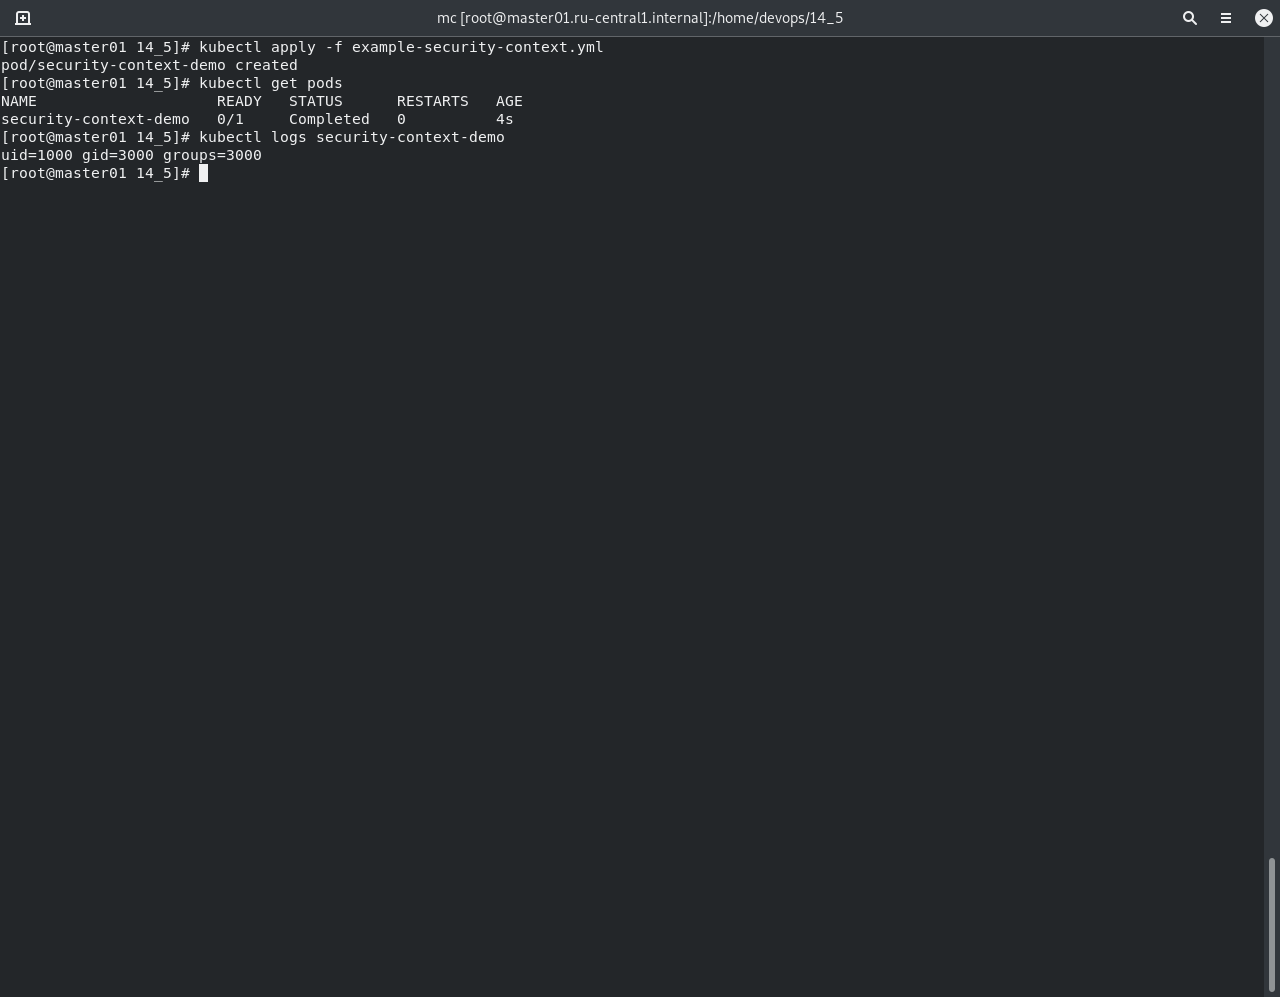 mc [root@master01.ru-central1.internal]:/home/devops/14_5
[root@master01 14_5]# kubectl apply -f example-security-context.yml
pod/security-context-demo created
[root@master01 14_5]# kubectl get pods
NAME                    READY   STATUS      RESTARTS   AGE
security-context-demo   0/1     Completed   0          4s
[root@master01 14_5]# kubectl logs security-context-demo
uid=1000 gid=3000 groups=3000
[root@master01 14_5]#